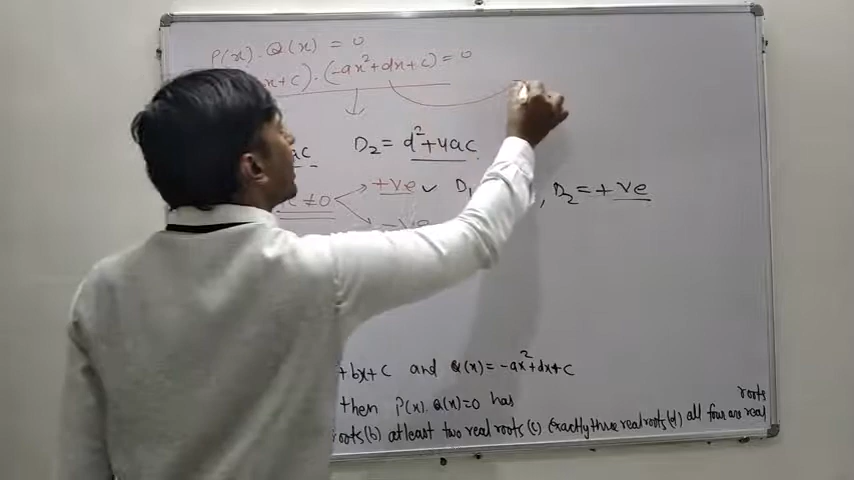 P(x). Q(x) = 0
x+c). (-ax²+dx+c) = 0
ac D₂ = d²+4ac
≠0 +ve ✓ D₁ , D₂ = +ve
-ve
+bx+c and Q(x) = -ax²+dx+c
then P(x). Q(x)=0 has
roots
oots(b) atleast two real roots(c) Exactly three real roots(d) all four are real